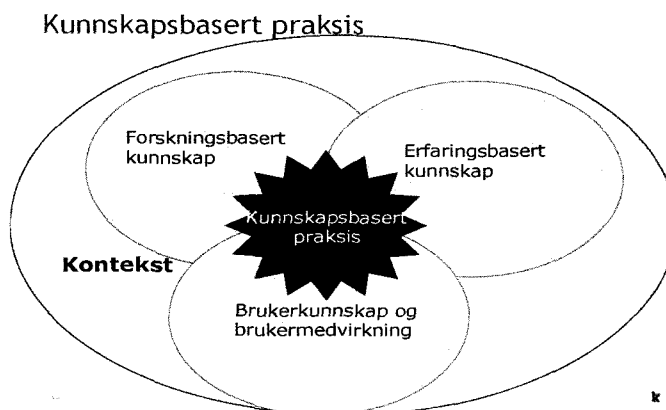 Kunnskapsbasert praksis
Forskningsbasert
kunnskap
Erfaringsbasert
kunnskap
Kunnskapsbasert
praksis
Kontekst
Brukerkunnskap og
brukermedvirkning
k